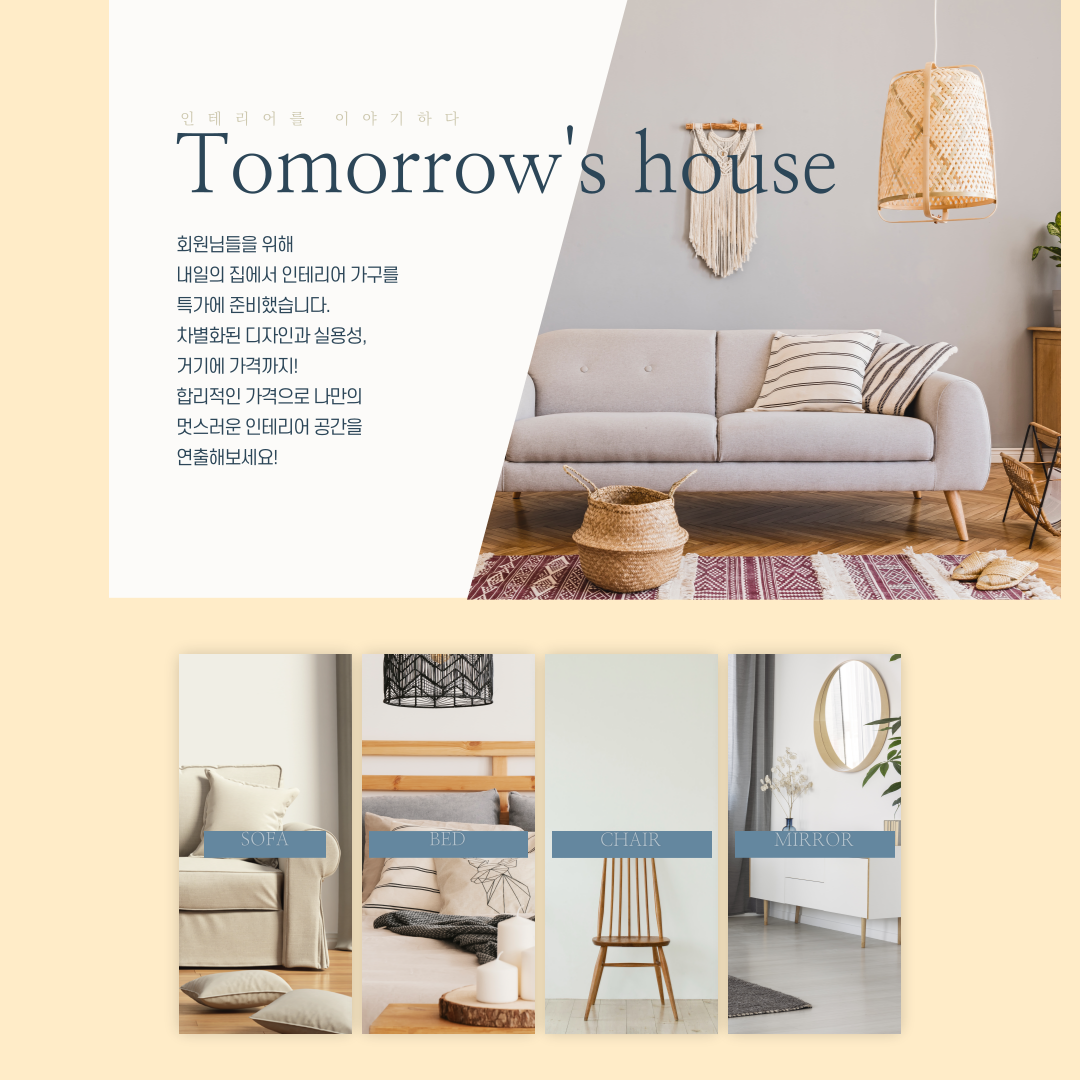 인테리어를 이야기하다
Tomorrow's house
회원님들을 위해
내일의 집에서 인테리어 가구를
특가에 준비했습니다.
차별화된 디자인과 실용성,
거기에 가격까지!
합리적인 가격으로 나만의
멋스러운 인테리어 공간을
연출해보세요!
SOFA
BED
CHAIR
MIRROR